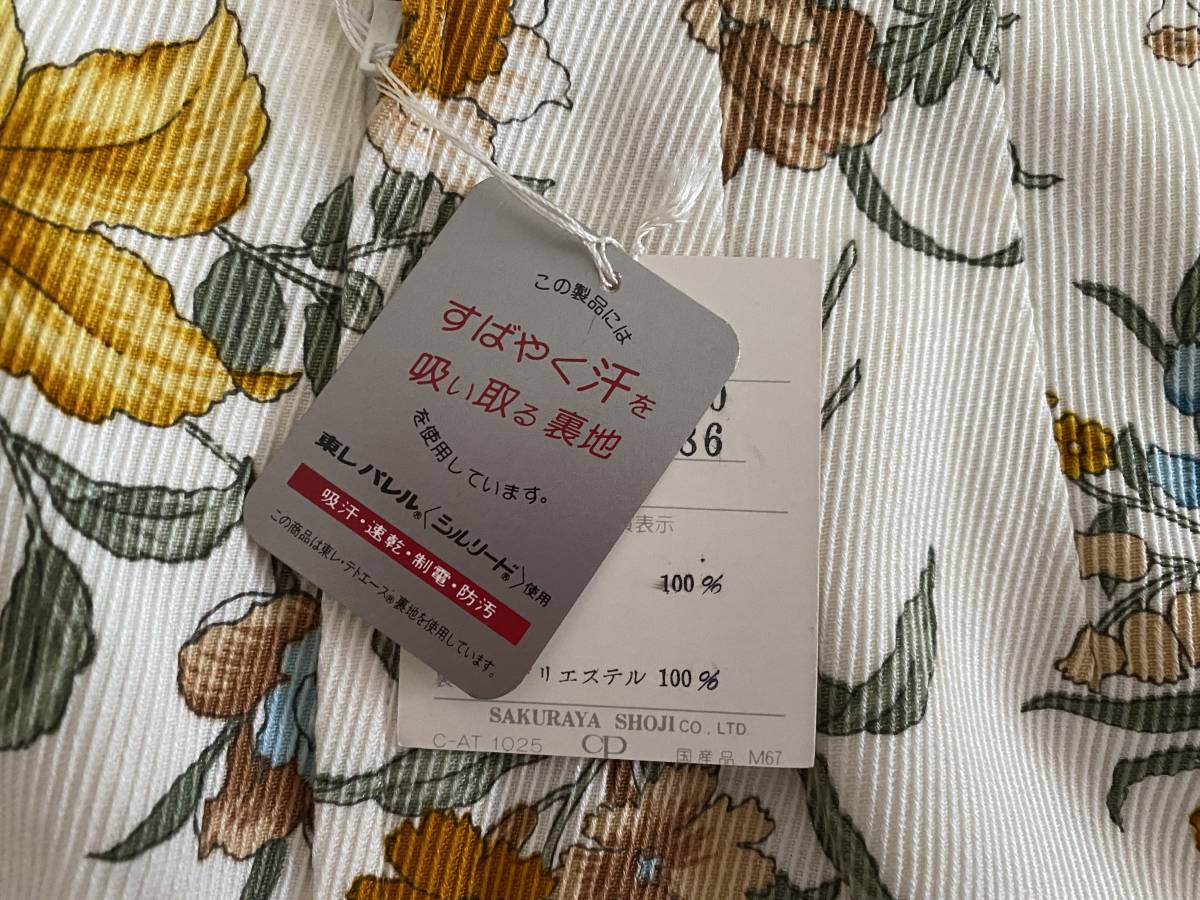 この製品には
すばやく汗を
吸い取る裏地
を使用しています。
東レパレル®〈シルリード®〉使用
吸汗・速乾・制電・防汚
この商品は東レ・テトエース®裏地を使用しています。
36
表示
100%
リエステル 100%
SAKURAYA SHOJI CO., LTD
C-AT 1025 CP 国産品 M67